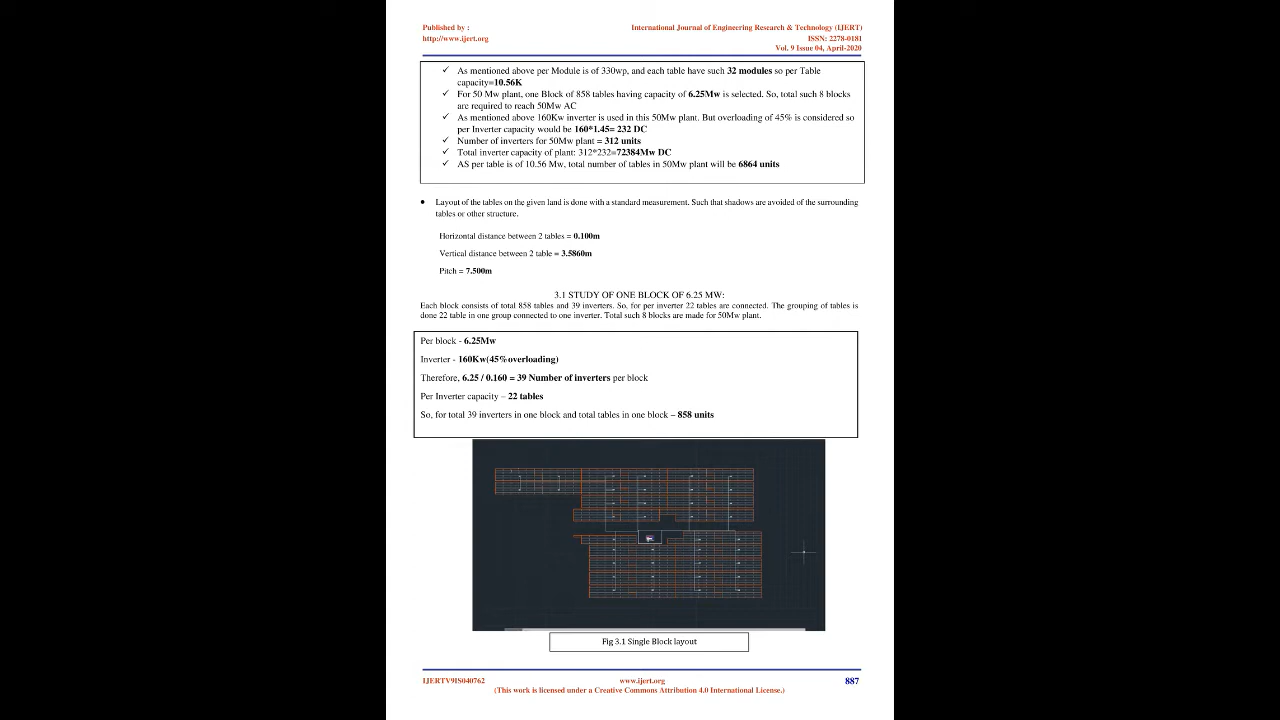 Published by :
International Journal of Engineering Research & Technology (IJERT)
http://www.ijert.org
ISSN: 2278-0181
Vol. 9 Issue 04, April-2020
✓ As mentioned above per Module is of 330wp, and each table have such 32 modules so per Table
capacity=10.56K
✓ For 50 Mw plant, one Block of 858 tables having capacity of 6.25Mw is selected. So, total such 8 blocks
are required to reach 50Mw AC
✓ As mentioned above 160Kw inverter is used in this 50Mw plant. But overloading of 45% is considered so
per Inverter capacity would be 160*1.45= 232 DC
✓ Number of inverters for 50Mw plant = 312 units
✓ Total inverter capacity of plant: 312*232=72384Mw DC
✓ AS per table is of 10.56 Mw, total number of tables in 50Mw plant will be 6864 units
• Layout of the tables on the given land is done with a standard measurement. Such that shadows are avoided of the surrounding
tables or other structure.
Horizontal distance between 2 tables = 0.100m
Vertical distance between 2 table = 3.5860m
Pitch = 7.500m
3.1 STUDY OF ONE BLOCK OF 6.25 MW:
Each block consists of total 858 tables and 39 inverters. So, for per inverter 22 tables are connected. The grouping of tables is
done 22 table in one group connected to one inverter. Total such 8 blocks are made for 50Mw plant.
Per block - 6.25Mw
Inverter - 160Kw(45%overloading)
Therefore, 6.25 / 0.160 = 39 Number of inverters per block
Per Inverter capacity – 22 tables
So, for total 39 inverters in one block and total tables in one block – 858 units
Fig 3.1 Single Block layout
IJERTV9IS040762
www.ijert.org
887
(This work is licensed under a Creative Commons Attribution 4.0 International License.)